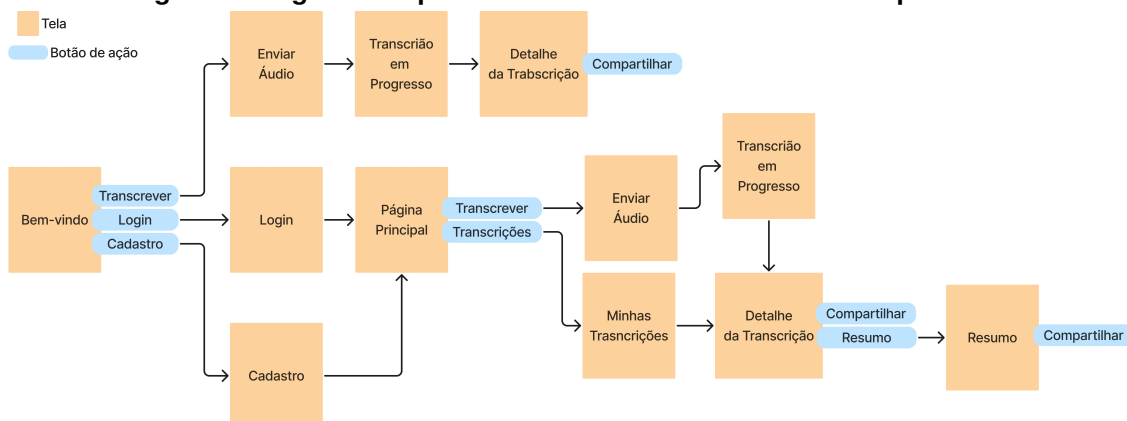 Tela
Botão de ação
Enviar
Áudio
Transcrião
em
Progresso
Detalhe
da Trabscrição
Compartilhar
Bem-vindo
Transcrever
Login
Cadastro
Login
Página
Principal
Transcrever
Transcrições
Enviar
Áudio
Transcrião
em
Progresso
Cadastro
Minhas
Trasncrições
Detalhe
da Transcrição
Compartilhar
Resumo
Resumo
Compartilhar